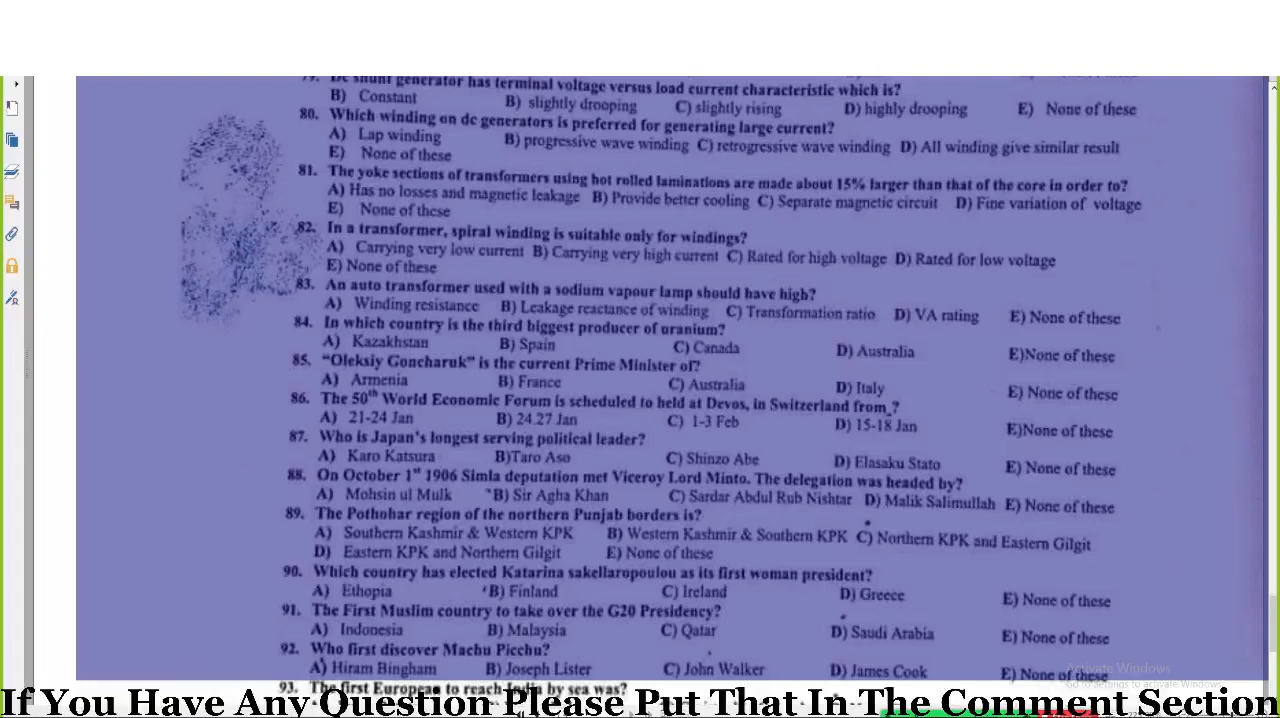 79. DC shunt generator has terminal voltage versus load current characteristic which is?
B) Constant B) slightly drooping C) slightly rising D) highly drooping E) None of these
80. Which winding on dc generators is preferred for generating large current?
A) Lap winding B) progressive wave winding C) retrogressive wave winding D) All winding give similar result
E) None of these
81. The yoke sections of transformers using hot rolled laminations are made about 15% larger than that of the core in order to?
A) Has no losses and magnetic leakage B) Provide better cooling C) Separate magnetic circuit D) Fine variation of voltage
E) None of these
82. In a transformer, spiral winding is suitable only for windings?
A) Carrying very low current B) Carrying very high current C) Rated for high voltage D) Rated for low voltage
E) None of these
83. An auto transformer used with a sodium vapour lamp should have high?
A) Winding resistance B) Leakage reactance of winding C) Transformation ratio D) VA rating E) None of these
84. In which country is the third biggest producer of uranium?
A) Kazakhstan B) Spain C) Canada D) Australia E)None of these
85. "Oleksiy Goncharuk" is the current Prime Minister of?
A) Armenia B) France C) Australia D) Italy E) None of these
86. The 50th World Economic Forum is scheduled to held at Devos, in Switzerland from_?
A) 21-24 Jan B) 24.27 Jan C) 1-3 Feb D) 15-18 Jan E)None of these
87. Who is Japan's longest serving political leader?
A) Karo Katsura B)Taro Aso C) Shinzo Abe D) Elasaku Stato E) None of these
88. On October 1st 1906 Simla deputation met Viceroy Lord Minto. The delegation was headed by?
A) Mohsin ul Mulk B) Sir Agha Khan C) Sardar Abdul Rub Nishtar D) Malik Salimullah E) None of these
89. The Pothohar region of the northern Punjab borders is?
A) Southern Kashmir & Western KPK B) Western Kashmir & Southern KPK C) Northern KPK and Eastern Gilgit
D) Eastern KPK and Northern Gilgit E) None of these
90. Which country has elected Katarina sakellaropoulou as its first woman president?
A) Ethopia B) Finland C) Ireland D) Greece E) None of these
91. The First Muslim country to take over the G20 Presidency?
A) Indonesia B) Malaysia C) Qatar D) Saudi Arabia E) None of these
92. Who first discover Machu Picchu?
A) Hiram Bingham B) Joseph Lister C) John Walker D) James Cook E) None of these
Activate Windows
Go to Settings to activate Windows.
93. The first European to reach India by sea was?
If You Have Any Question Please Put That In The Comment Section